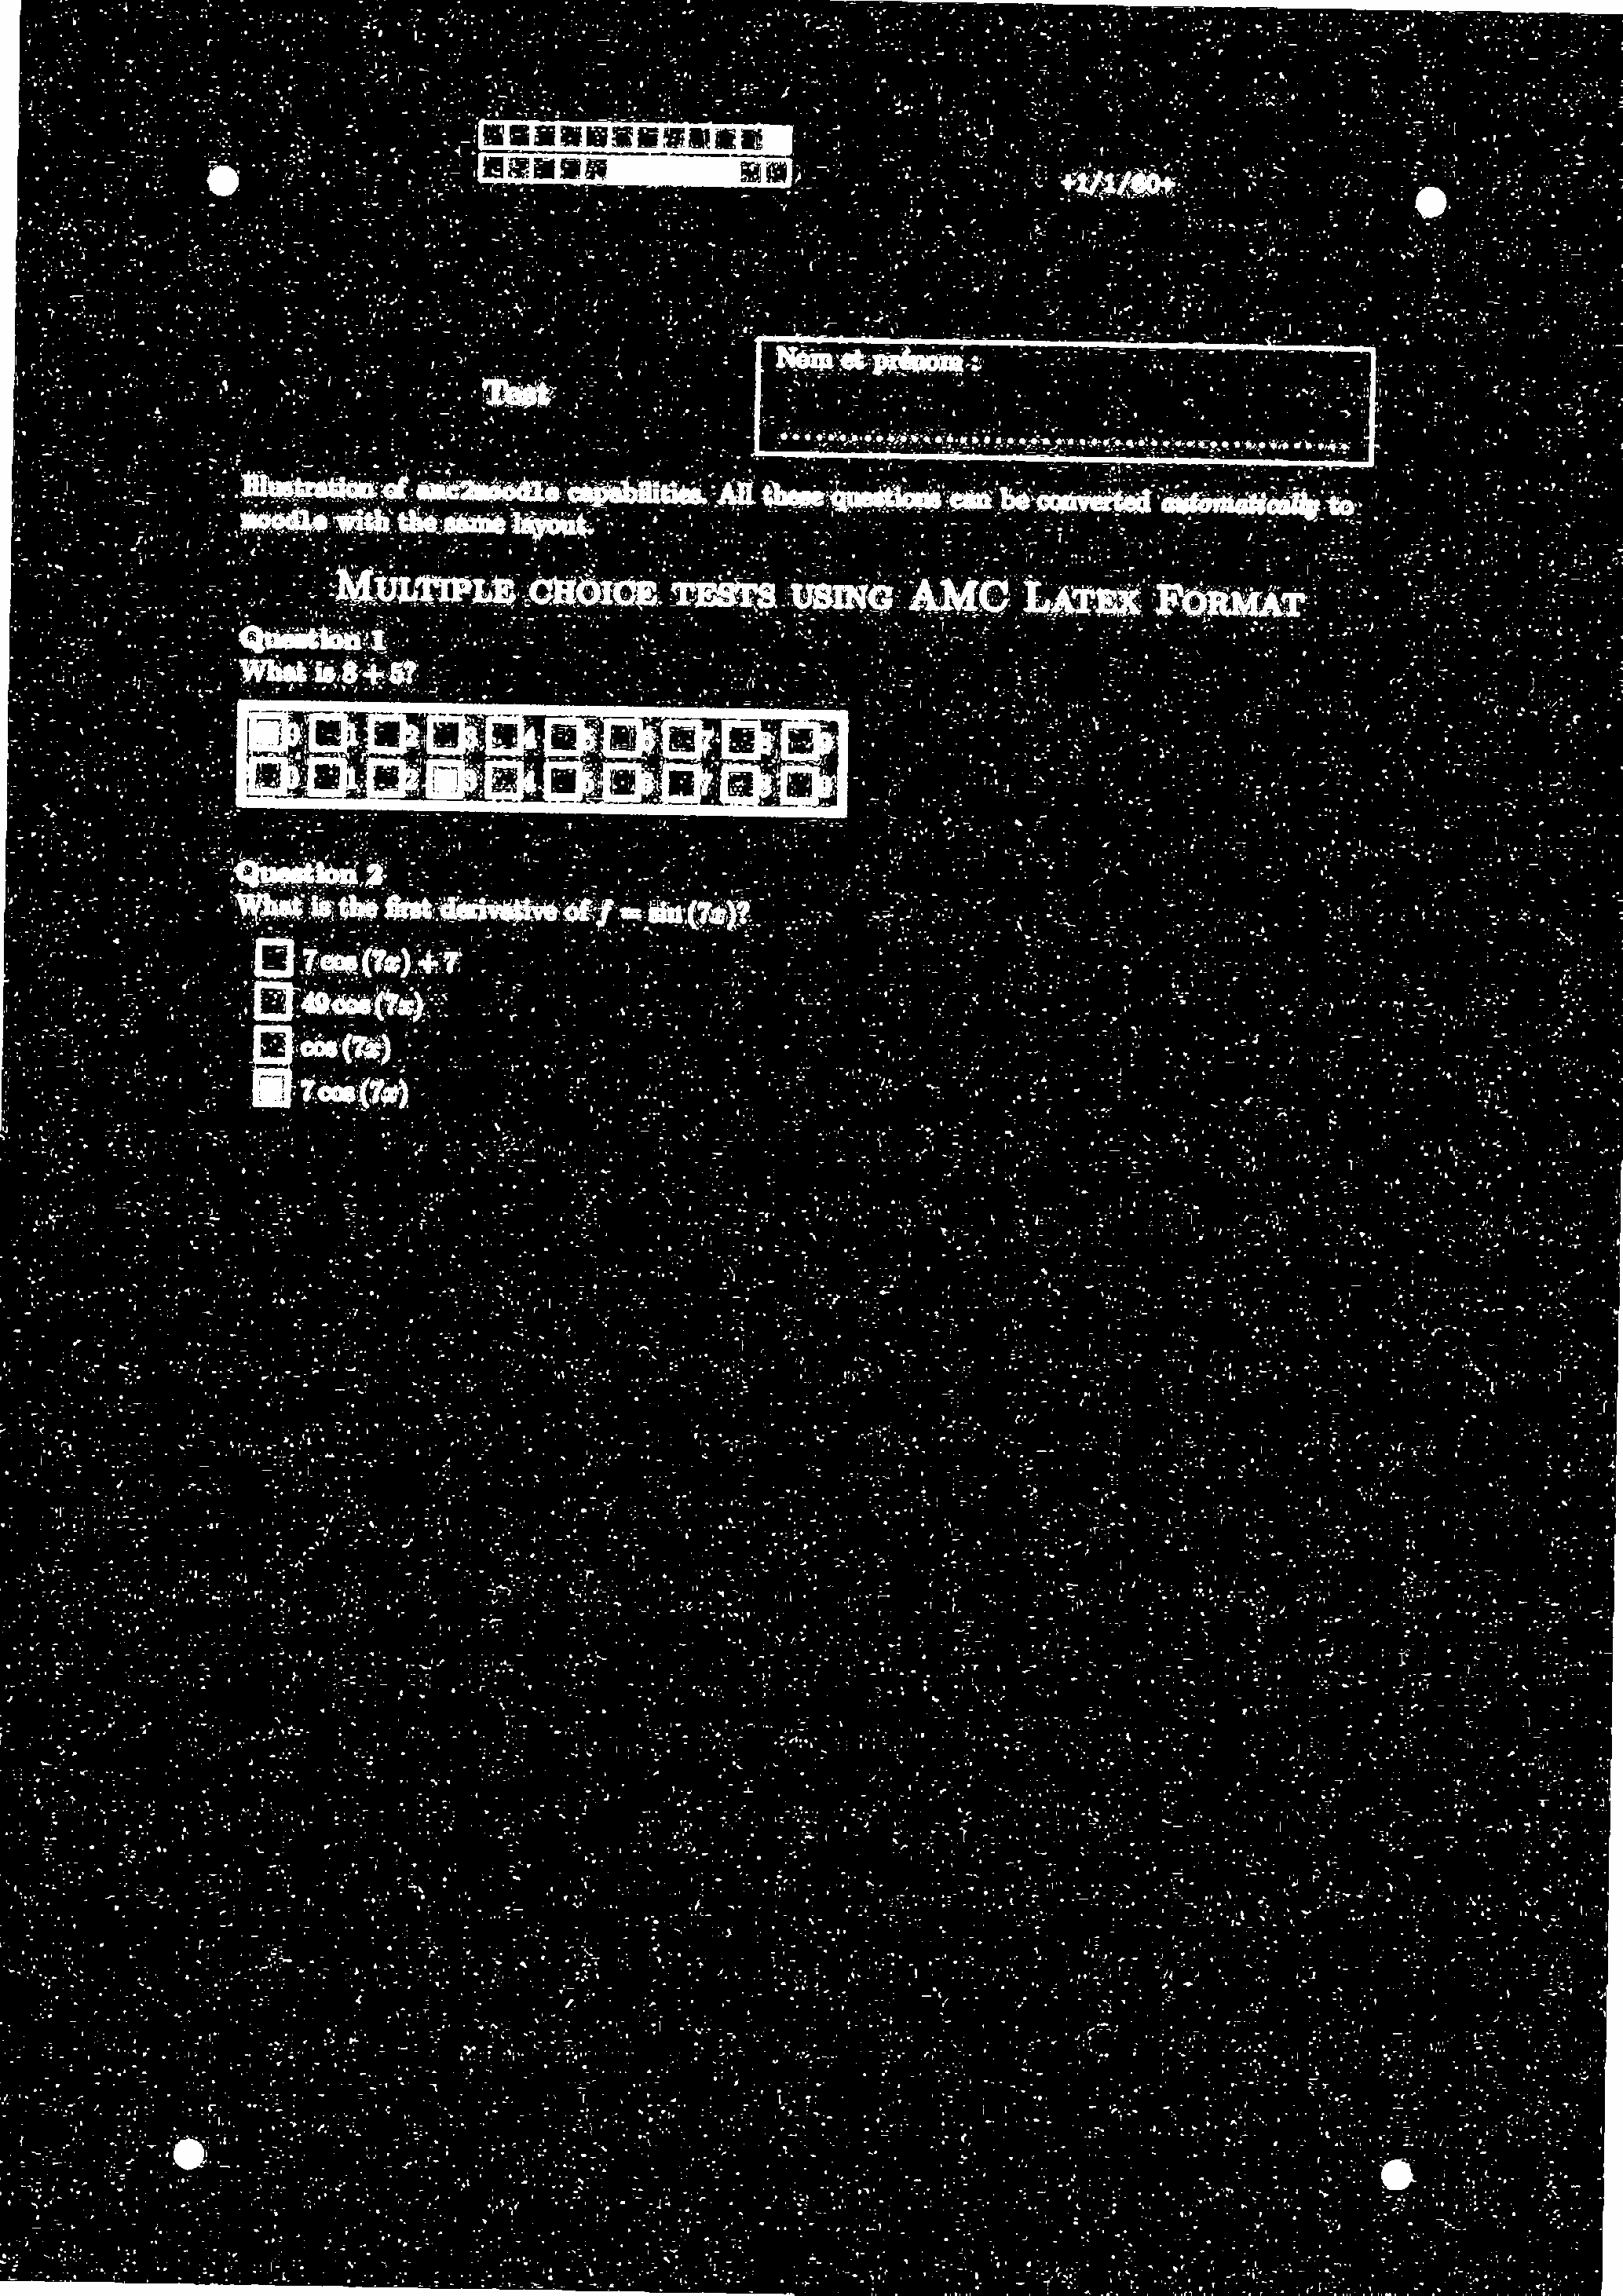 +1/1/60+
Nom et prénom :
Test
Illustration of amc2moodle capabilities. All these questions can be converted automatically to
moodle with the same layout.
MULTIPLE CHOICE TESTS USING AMC LATEX FORMAT
Question 1
What is 8 + 5?
0 1 2 3 4 5 6 7 8 9
0 1 2 3 4 5 6 7 8 9
Question 2
What is the first derivative of f = sin (7x)?
7 cos (7x) + 7
49 cos (7x)
cos (7x)
7 cos (7x)